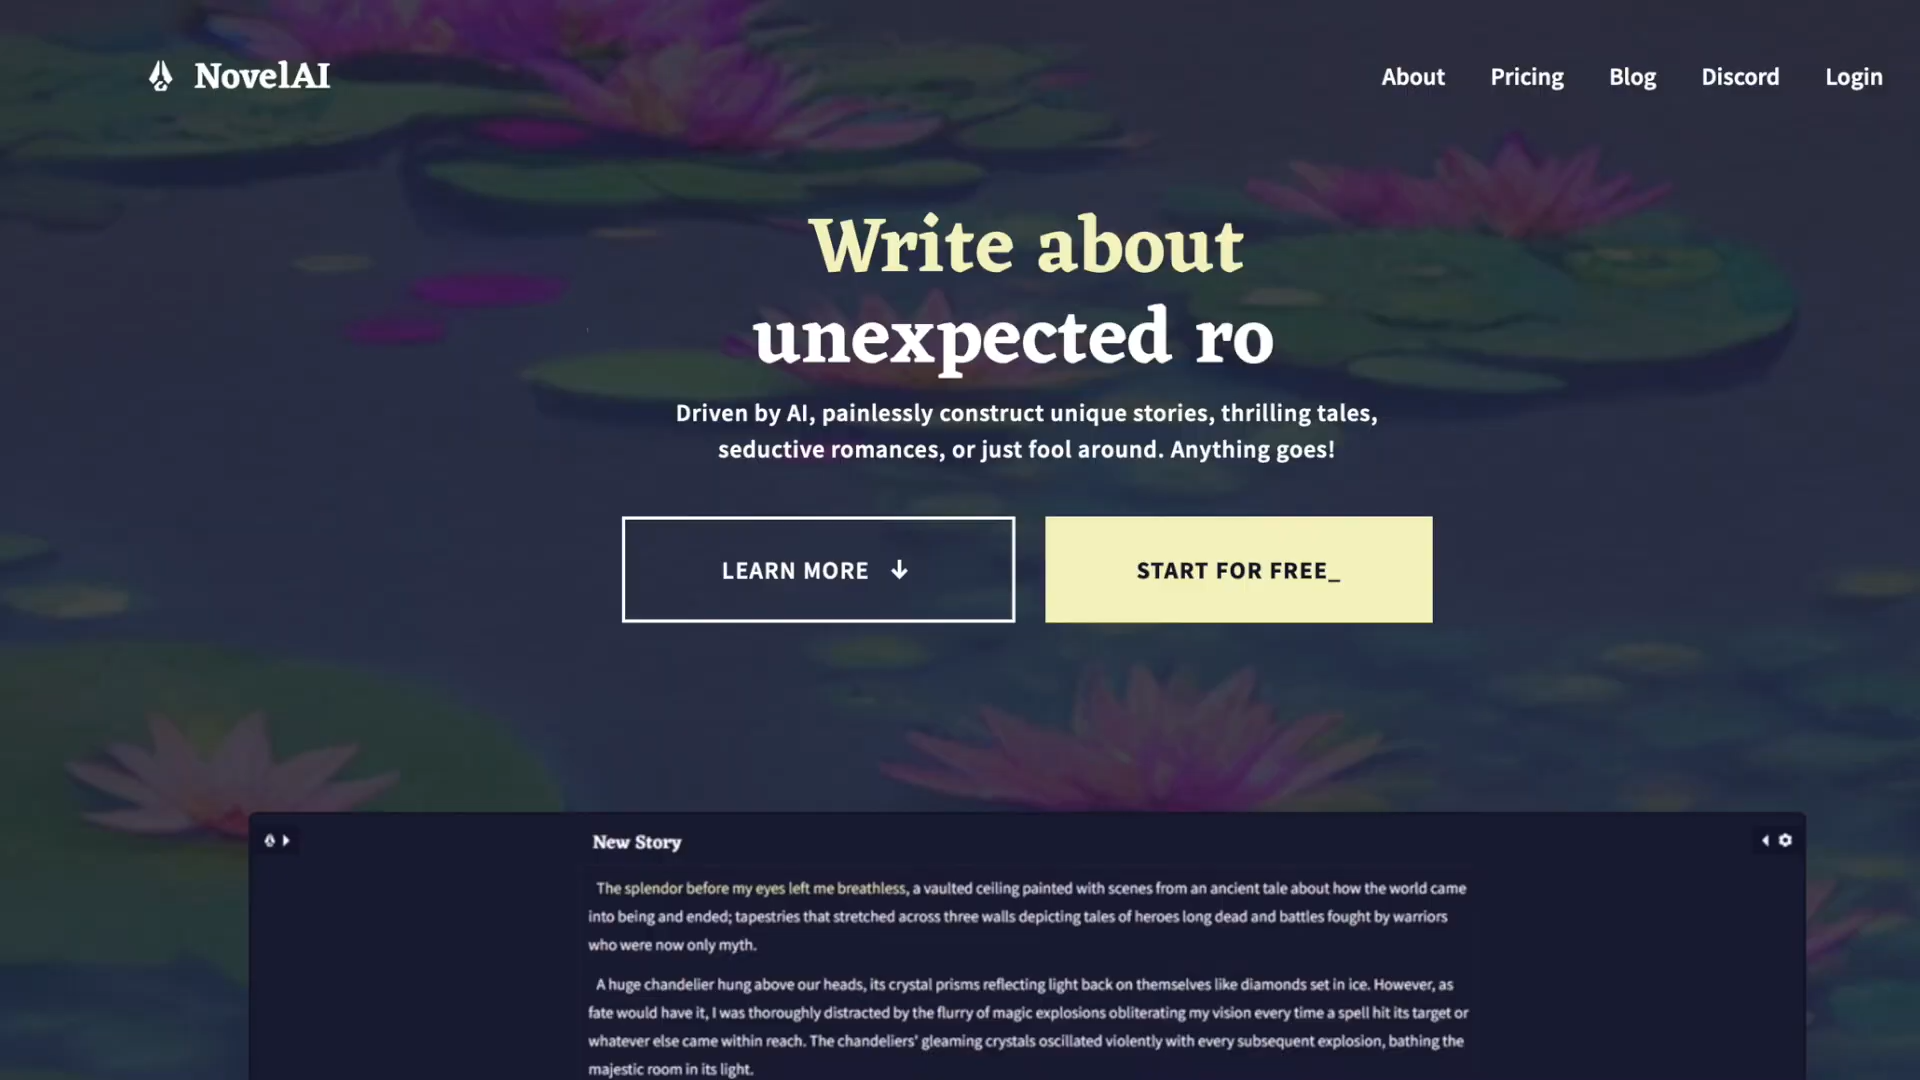 NovelAI
About
Pricing
Blog
Discord
Login
Write about
unexpected ro
Driven by AI, painlessly construct unique stories, thrilling tales,
seductive romances, or just fool around. Anything goes!
LEARN MORE
START FOR FREE_
New Story
The splendor before my eyes left me breathless, a vaulted ceiling painted with scenes from an ancient tale about how the world came
into being and ended; tapestries that stretched across three walls depicting tales of heroes long dead and battles fought by warriors
who were now only myth.
A huge chandelier hung above our heads, its crystal prisms reflecting light back on themselves like diamonds set in ice. However, as
fate would have it, I was thoroughly distracted by the flurry of magic explosions obliterating my vision every time a spell hit its target or
whatever else came within reach. The chandeliers' gleaming crystals oscillated violently with every subsequent explosion, bathing the
majestic room in its light.